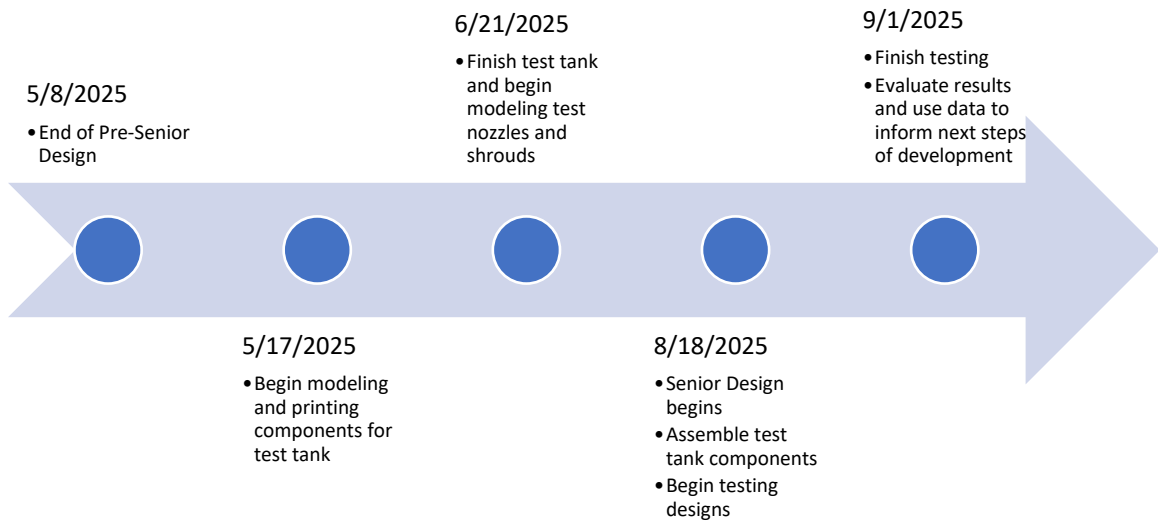 5/8/2025
•End of Pre-Senior
Design
5/17/2025
•Begin modeling
and printing
components for
test tank
6/21/2025
•Finish test tank
and begin
modeling test
nozzles and
shrouds
8/18/2025
•Senior Design
begins
•Assemble test
tank components
•Begin testing
designs
9/1/2025
•Finish testing
•Evaluate results
and use data to
inform next steps
of development